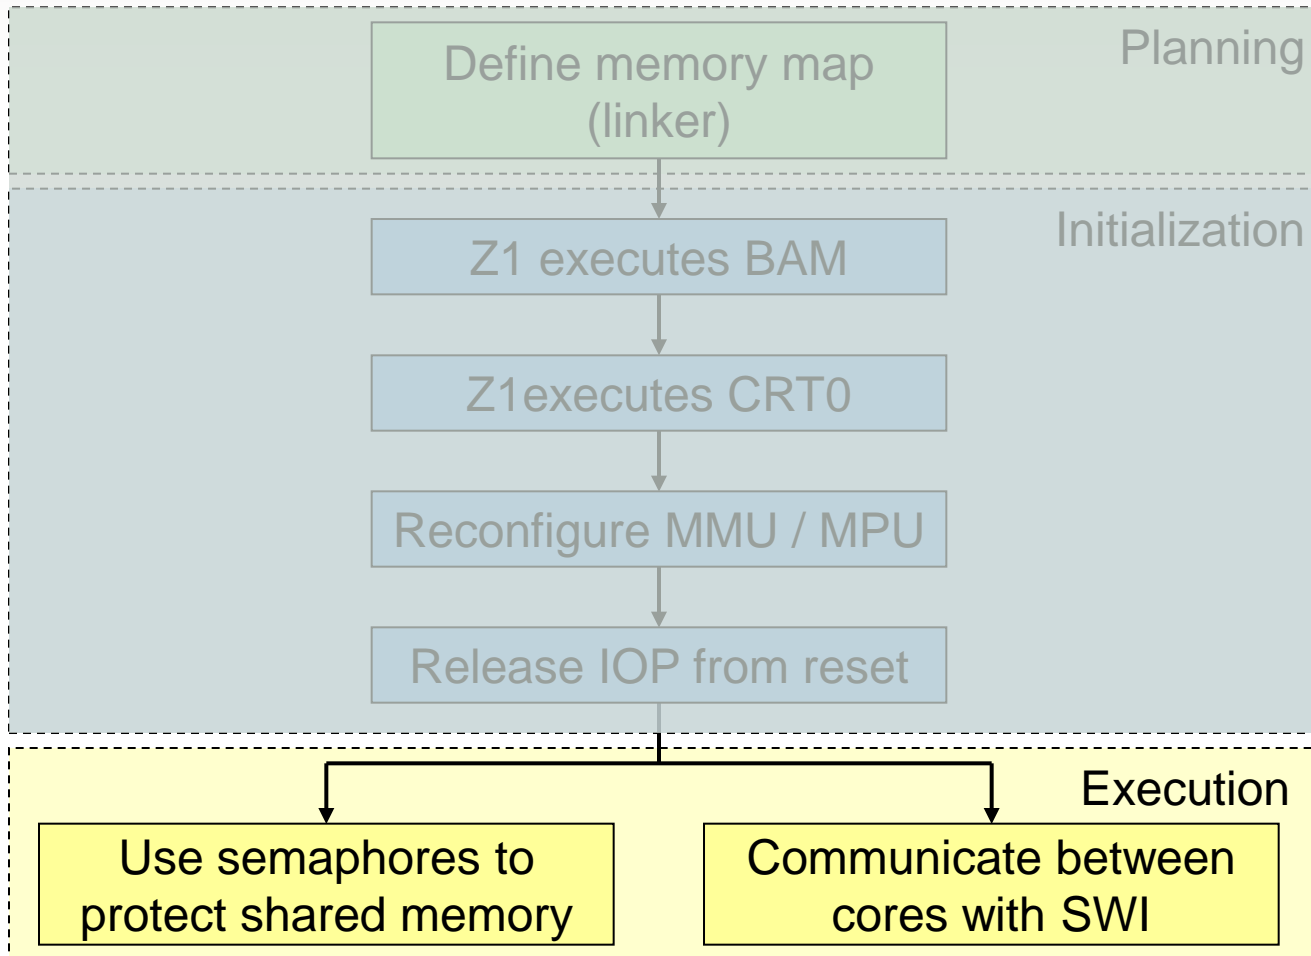 Planning
Define memory map
(linker)
Initialization
Z1 executes BAM
Z1executes CRT0
Reconfigure MMU / MPU
Release IOP from reset
Execution
Use semaphores to
protect shared memory
Communicate between
cores with SWI